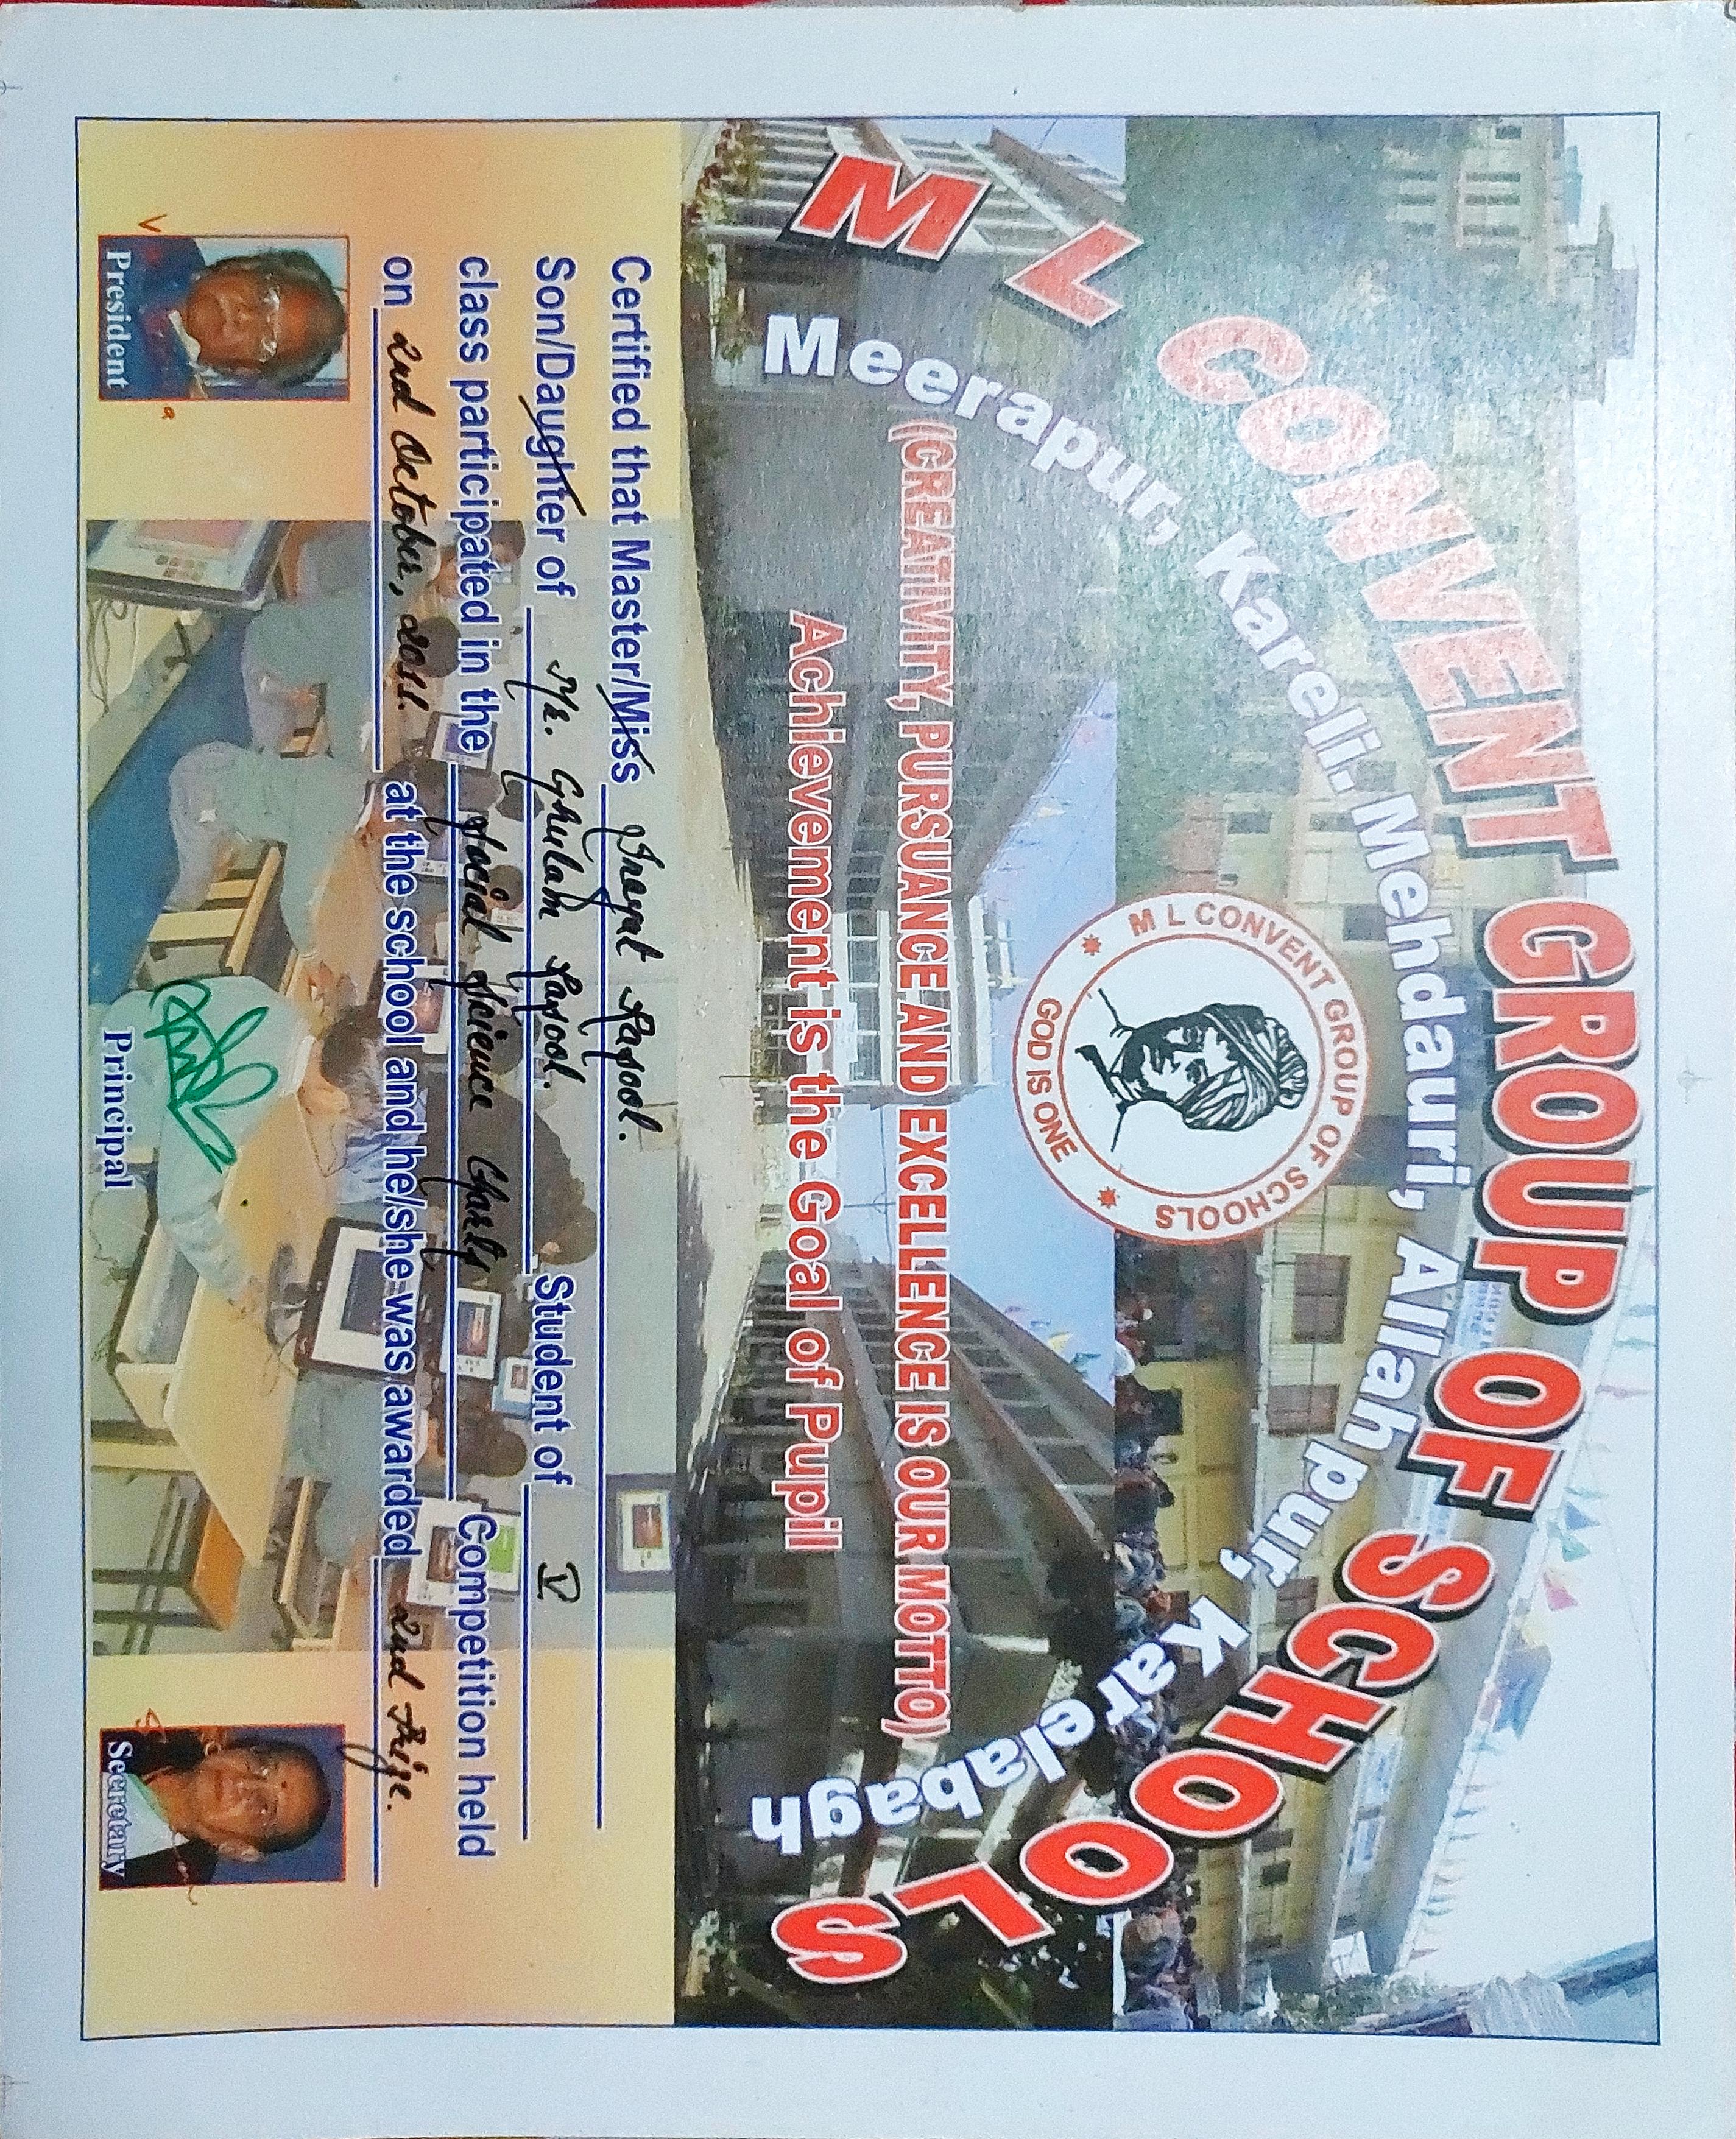 M L CONVENT GROUP OF SCHOOLS
Meerapur, Kareli. Mehdauri, Allahpur, Karelabagh
M L CONVENT GROUP OF SCHOOLS
GOD IS ONE
(CREATIVITY, PURSUANCE AND EXCELLENCE IS OUR MOTTO)
Achievement is the Goal of Pupil
Certified that Master/Miss Inayat Rasool.
Son/Daughter of Mr. Ghulam Rasool. Student of V
class participated in the Social Science Charts Competition held
on 2nd October, 2011. at the school and he/she was awarded 2nd Prize.
President
Principal
Secretary